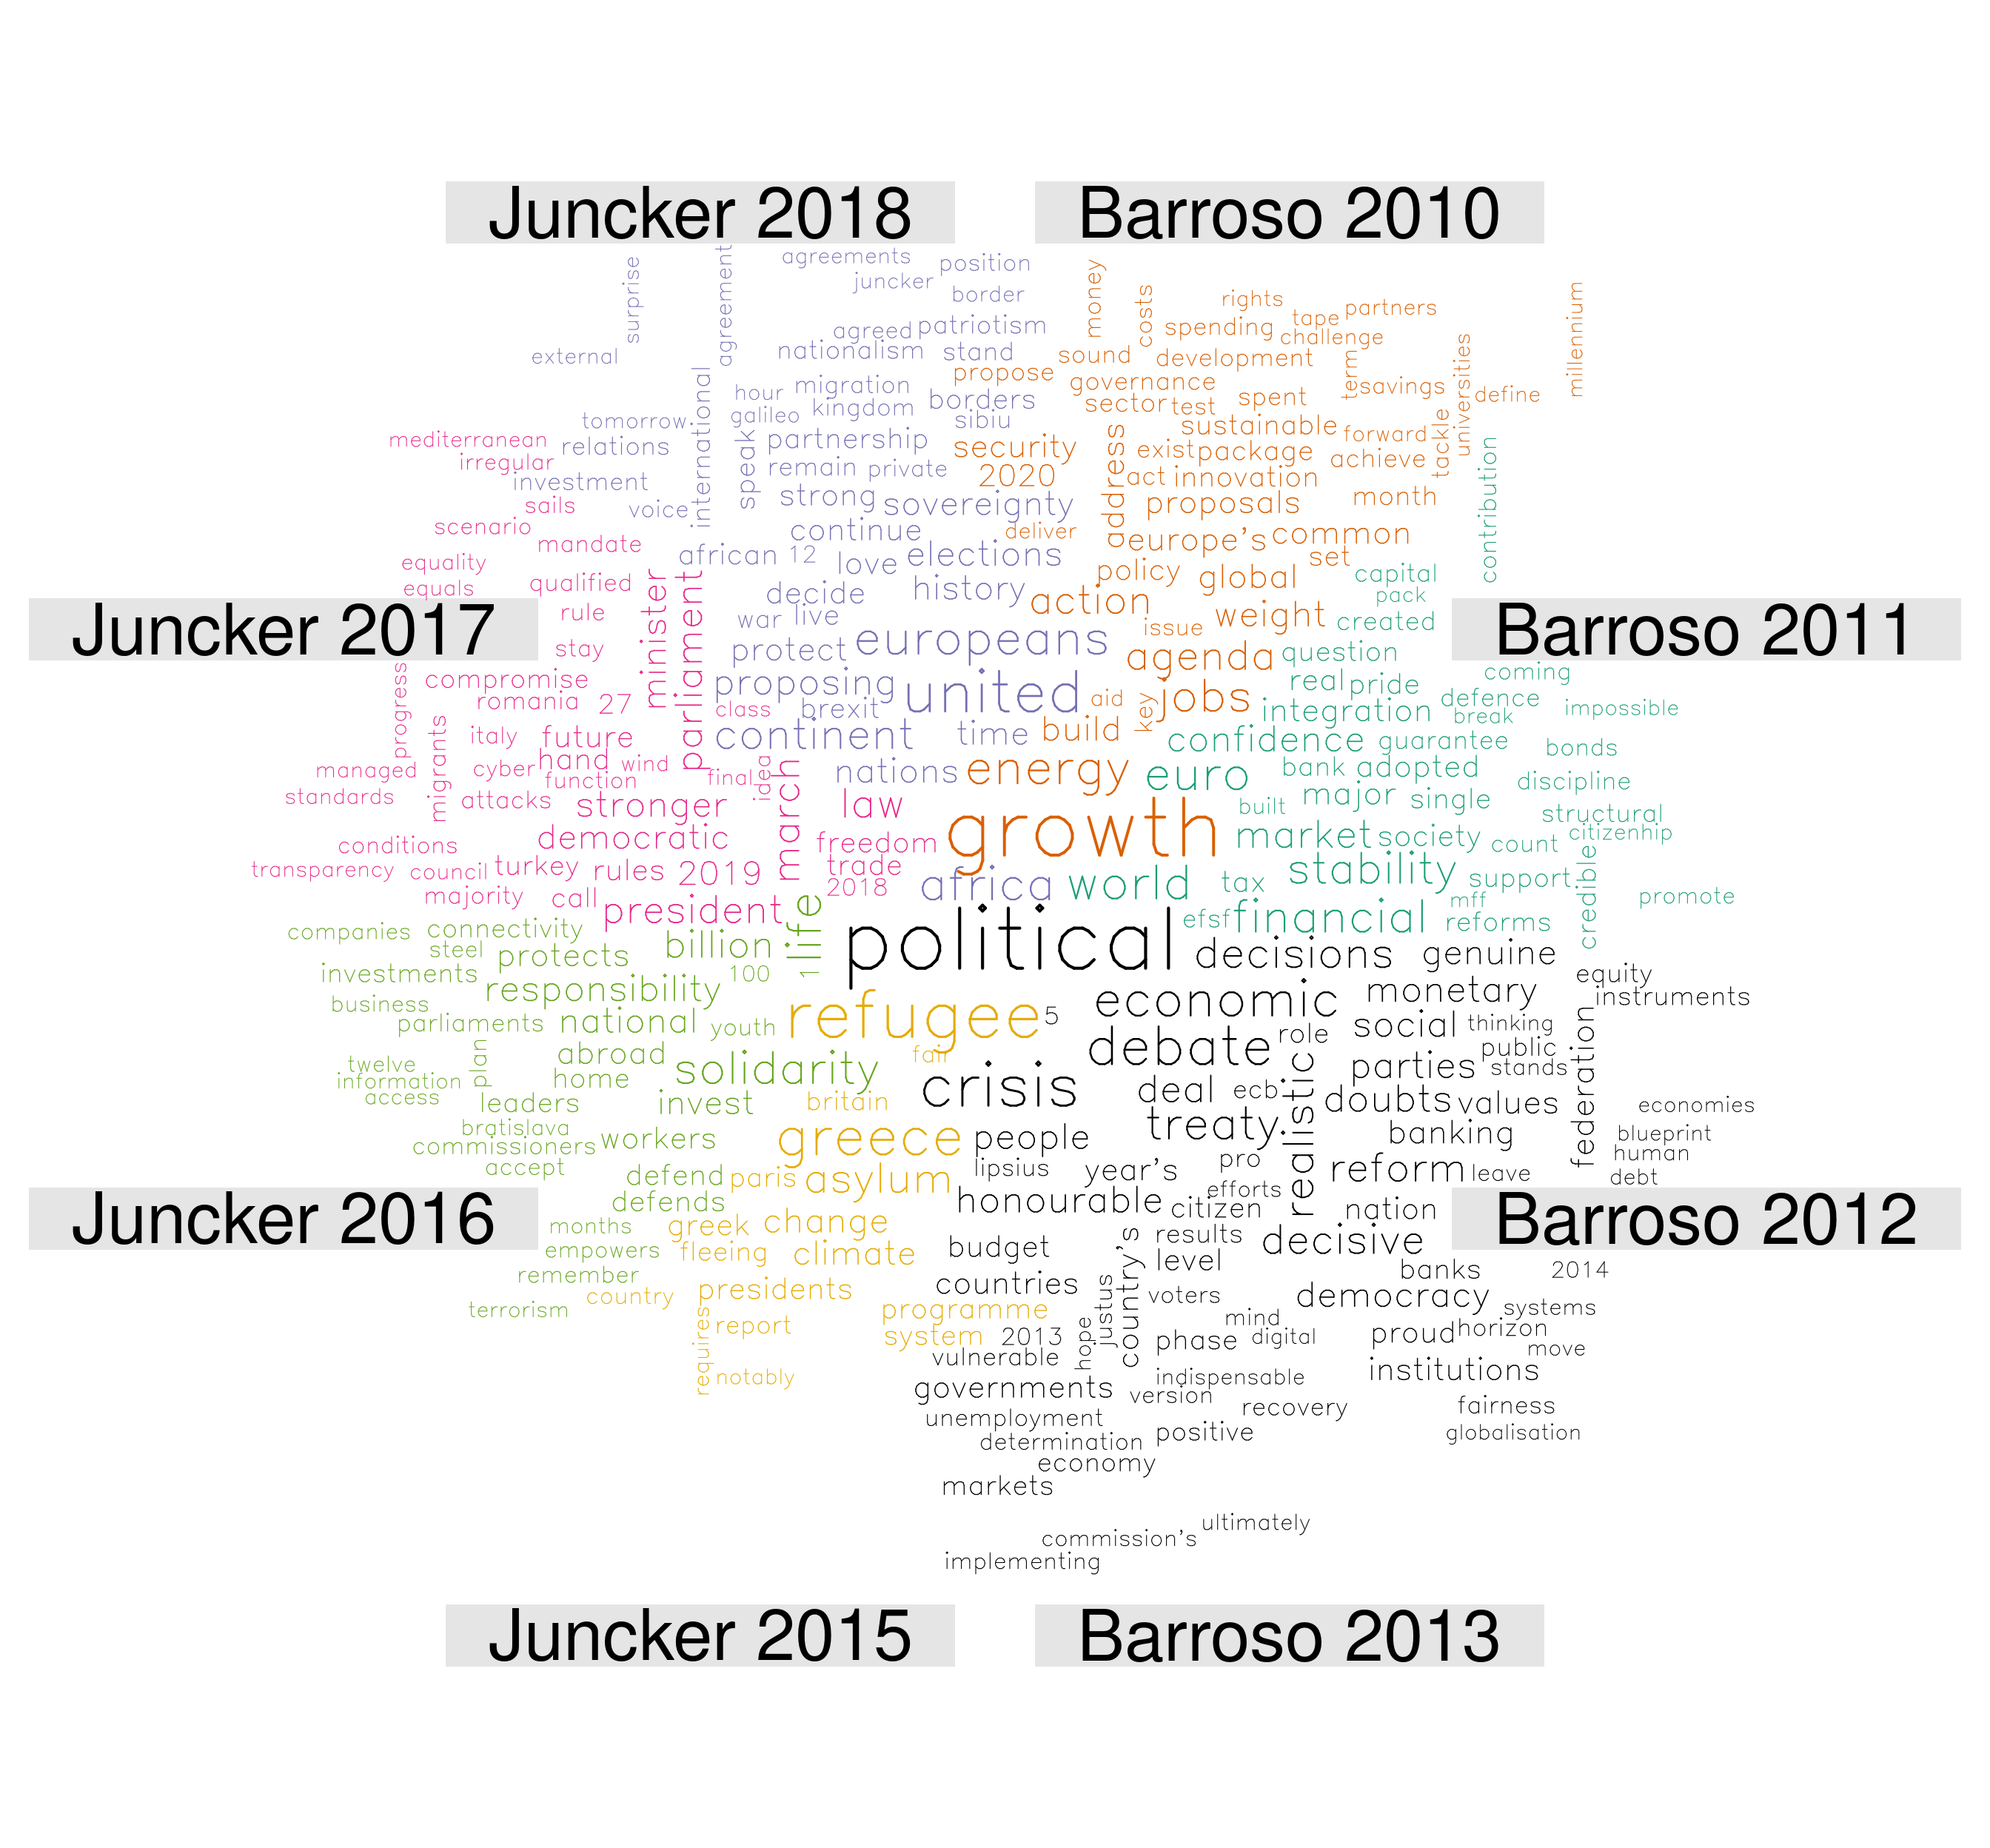 Juncker 2018
Barroso 2010
surprise
agreement
agreements
position
juncker
border
external
agreed
patriotism
nationalism
stand
propose
hour
migration
borders
galileo
kingdom
sibiu
tomorrow
international
relations
speak
partnership
remain
private
investment
strong
sovereignty
voice
continue
african
12
love
elections
decide
history
war
live
protect
europeans
proposing
united
brexit
continent
time
nations
africa
money
costs
rights
tape
partners
millennium
spending
challenge
sound
development
term
universities
governance
savings
define
sector
test
spent
sustainable
forward
tackle
security
address
exist
package
achieve
2020
act
innovation
proposals
month
deliver
europe's
common
set
policy
global
action
weight
issue
agenda
jobs
aid
key
build
energy
growth
Juncker 2017
mediterranean
irregular
sails
scenario
mandate
equality
equals
qualified
minister
parliament
rule
stay
progress
compromise
romania
27
class
migrants
italy
future
hand
wind
managed
cyber
function
final
idea
standards
attacks
stronger
march
law
democratic
freedom
conditions
transparency
council
turkey
rules
2019
trade
2018
majority
call
president
Barroso 2011
contribution
capital
pack
created
question
coming
real
pride
defence
integration
break
impossible
confidence
guarantee
bonds
euro
bank
adopted
discipline
major
single
built
structural
market
society
count
citizenhip
stability
support
credible
world
tax
mff
promote
efsf
financial
reforms
Juncker 2016
life
companies
connectivity
steel
protects
billion
investments
100
1
responsibility
business
parliaments
national
youth
twelve
plan
abroad
information
home
solidarity
access
leaders
invest
bratislava
commissioners
workers
accept
defend
defends
months
empowers
remember
terrorism
Barroso 2012
political
decisions
genuine
equity
economic
monetary
instruments
5
federation
debate
role
social
thinking
public
crisis
realistic
parties
stands
deal
ecb
doubts
values
economies
treaty
banking
blueprint
people
human
lipsius
year's
pro
reform
leave
debt
honourable
efforts
citizen
nation
budget
results
decisive
level
country's
banks
2014
countries
justus
voters
democracy
systems
mind
2013
hope
phase
digital
proud
horizon
move
vulnerable
indispensable
institutions
governments
version
recovery
fairness
unemployment
positive
globalisation
determination
economy
markets
ultimately
commission's
implementing
refugee
fair
britain
greece
paris
asylum
greek
change
fleeing
climate
country
presidents
requires
report
programme
system
notably
Juncker 2015
Barroso 2013